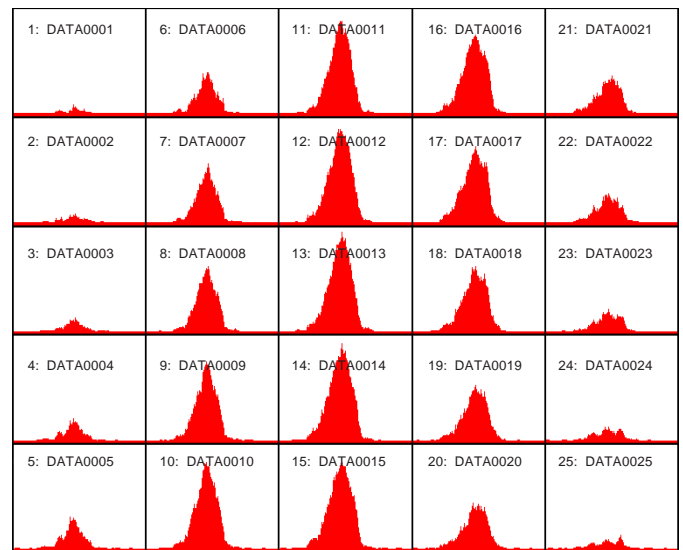 1: DATA0001
6: DATA0006
11: DATA0011
16: DATA0016
21: DATA0021
2: DATA0002
7: DATA0007
12: DATA0012
17: DATA0017
22: DATA0022
3: DATA0003
8: DATA0008
13: DATA0013
18: DATA0018
23: DATA0023
4: DATA0004
9: DATA0009
14: DATA0014
19: DATA0019
24: DATA0024
5: DATA0005
10: DATA0010
15: DATA0015
20: DATA0020
25: DATA0025